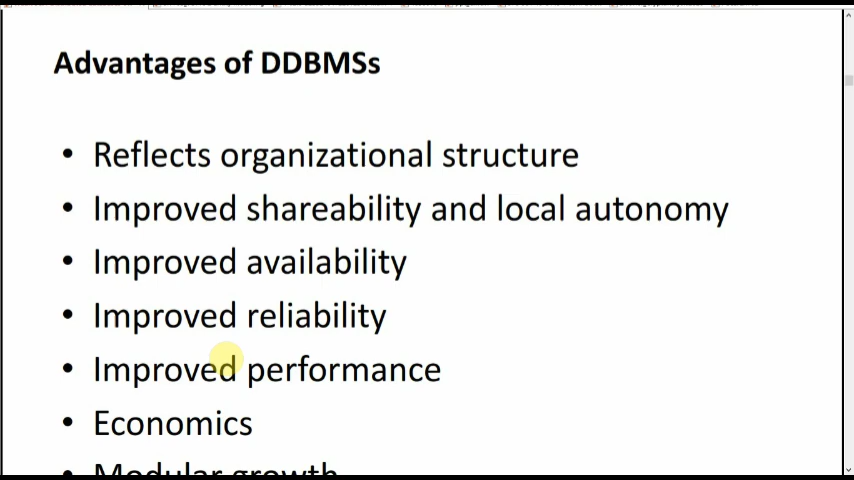 Advantages of DDBMSs
• Reflects organizational structure
• Improved shareability and local autonomy
• Improved availability
• Improved reliability
• Improved performance
• Economics
• Modular growth